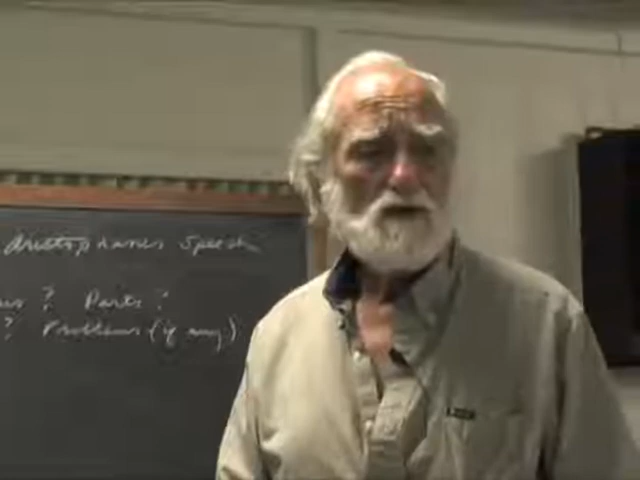 Aristophanes Speech
? Parts?
? Problems (if any)